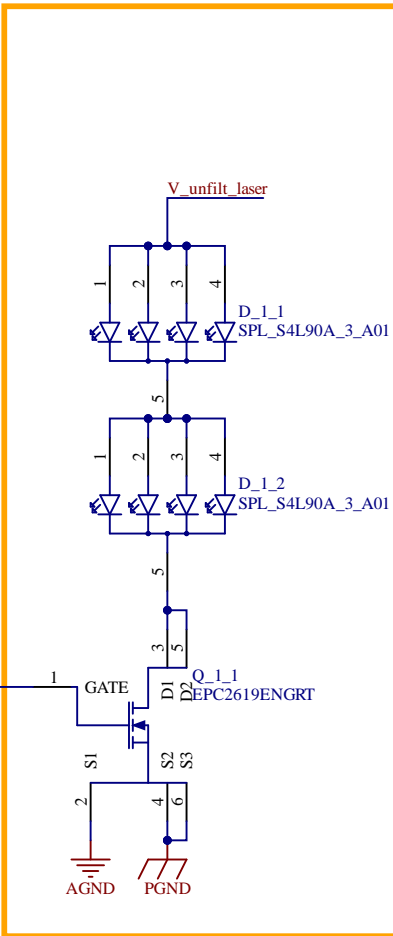 V_unfilt_laser
1
2
3
4
D_1_1
SPL_S4L90A_3_A01
5
1
2
3
4
D_1_2
SPL_S4L90A_3_A01
5
3
5
Q_1_1
EPC2619ENGRT
D1
D2
1
GATE
S1
S2
S3
2
4
6
AGND
PGND